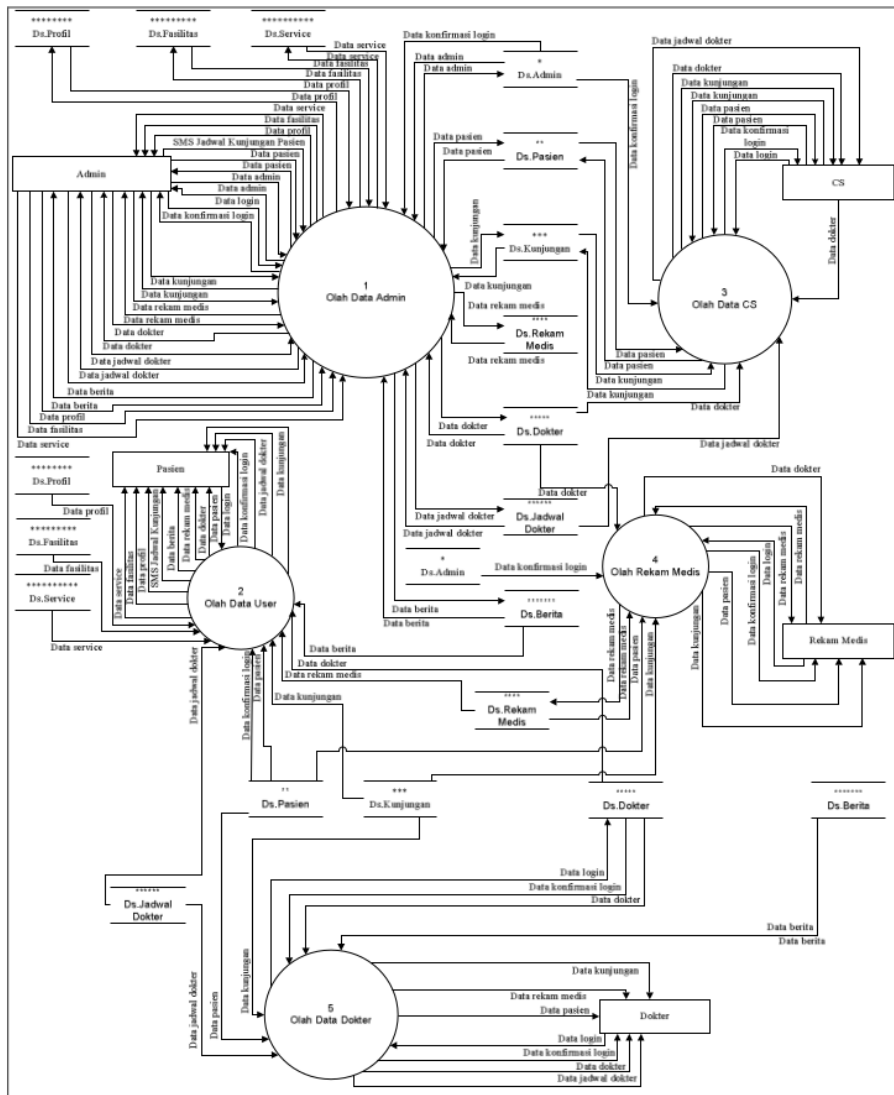 ********
Ds.Profil
*********
Ds.Fasilitas
**********
Ds.Service
Data service
Data service
Data fasilitas
Data fasilitas
Data profil
Data profil
Data service
Data fasilitas
Data profil
SMS Jadwal Kunjungan Pasien
Data pasien
Data pasien
Data admin
Data admin
Data login
Data konfirmasi login
Admin
Data konfirmasi login
Data admin
Data admin
*
Ds.Admin
Data pasien
Data pasien
**
Ds.Pasien
Data kunjungan
***
Ds.Kunjungan
Data kunjungan
Data rekam medis
****
Ds.Rekam
Medis
Data rekam medis
1
Olah Data Admin
Data konfirmasi login
Data jadwal dokter
Data dokter
Data kunjungan
Data kunjungan
Data pasien
Data pasien
Data konfirmasi
login
Data login
CS
Data dokter
3
Olah Data CS
Data pasien
Data pasien
Data kunjungan
Data kunjungan
Data dokter
Data jadwal dokter
Data kunjungan
Data kunjungan
Data rekam medis
Data rekam medis
Data dokter
Data dokter
Data jadwal dokter
Data jadwal dokter
Data berita
Data berita
Data profil
Data fasilitas
Data service
*****
Ds.Dokter
Data dokter
Data dokter
Data dokter
******
Ds.Jadwal
Dokter
Data jadwal dokter
Data jadwal dokter
*
Ds.Admin
Data konfirmasi login
*******
Ds.Berita
Data berita
Data berita
********
Ds.Profil
Data profil
*********
Ds.Fasilitas
Data fasilitas
**********
Ds.Service
Data service
Pasien
Data service
Data fasilitas
Data profil
SMS Jadwal Kunjungan
Data berita
Data rekam medis
Data dokter
Data pasien
Data login
Data konfirmasi login
Data jadwal dokter
Data kunjungan
2
Olah Data User
Data berita
Data dokter
Data rekam medis
Data kunjungan
Data pasien
Data konfirmasi login
Data jadwal dokter
****
Ds.Rekam
Medis
4
Olah Rekam Medis
Data dokter
Data rekam medis
Data rekam medis
Data login
Data konfirmasi login
Data pasien
Data kunjungan
Rekam Medis
Data rekam medis
Data rekam medis
Data pasien
Data kunjungan
**
Ds.Pasien
***
Ds.Kunjungan
*****
Ds.Dokter
*******
Ds.Berita
******
Ds.Jadwal
Dokter
Data login
Data konfirmasi login
Data dokter
Data berita
Data berita
Data kunjungan
Data pasien
Data jadwal dokter
5
Olah Data Dokter
Data kunjungan
Data rekam medis
Data pasien
Dokter
Data login
Data konfirmasi login
Data dokter
Data jadwal dokter